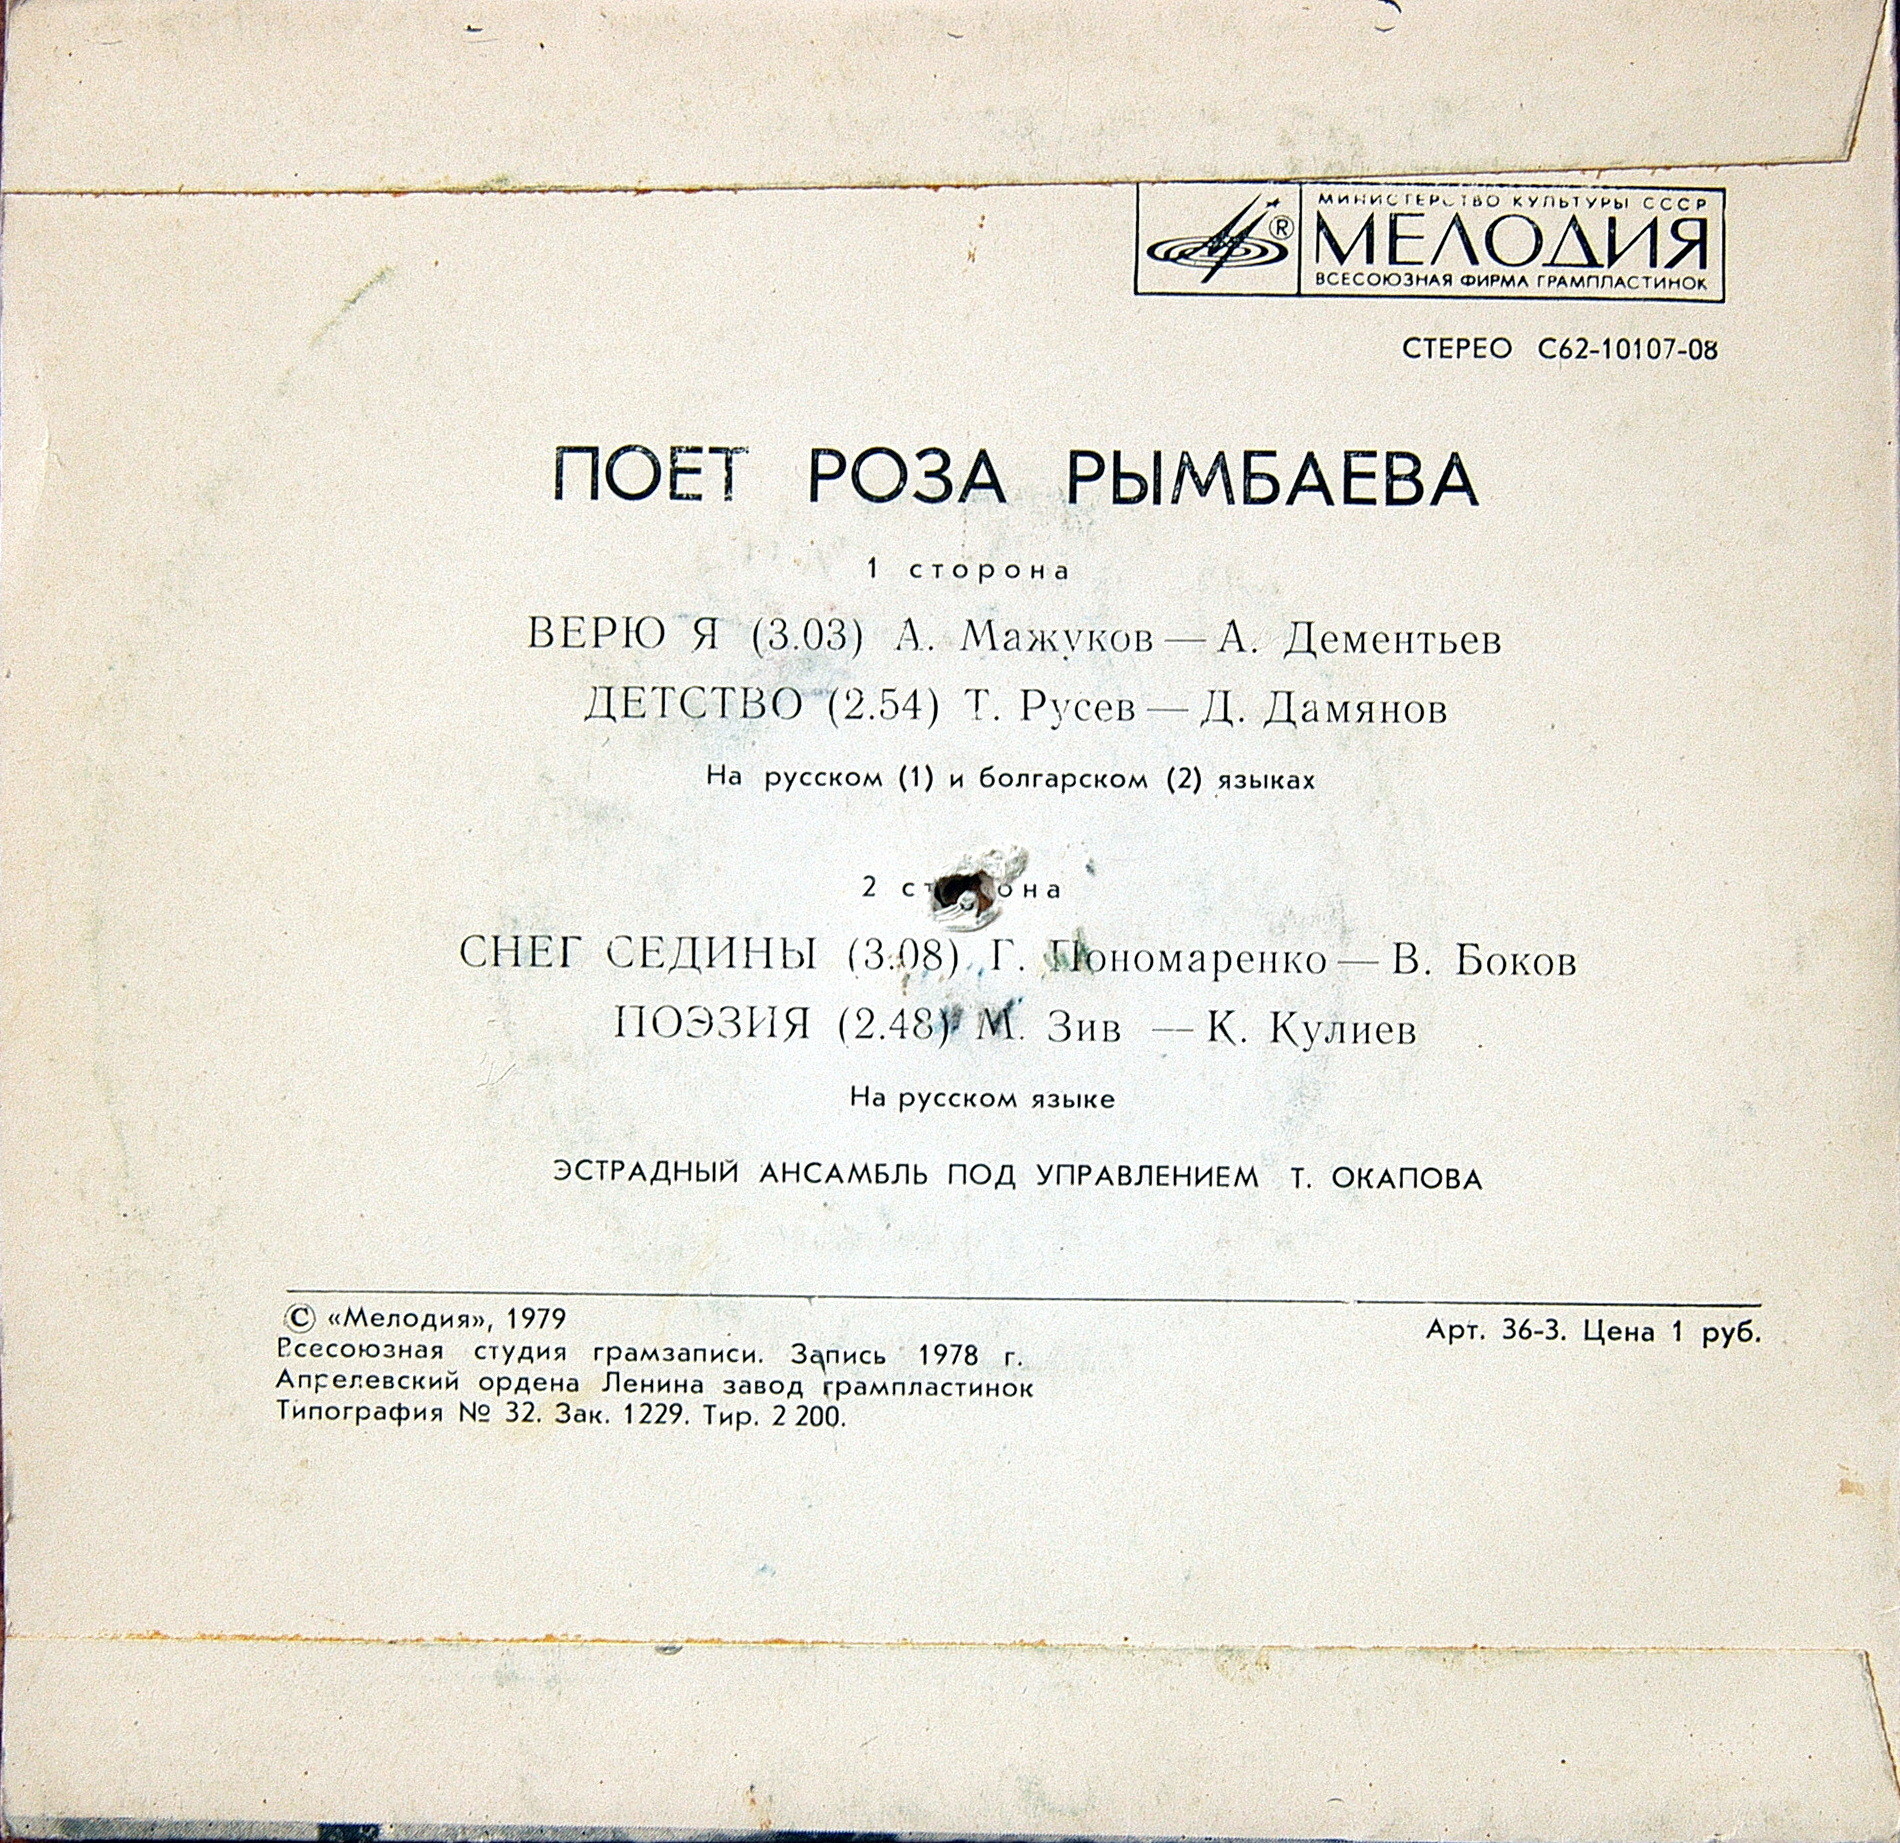 МИНИСТЕРСТВО КУЛЬТУРЫ СССР
МЕЛОДИЯ
ВСЕСОЮЗНАЯ ФИРМА ГРАМПЛАСТИНОК
СТЕРЕО С62-10107-08
ПОЕТ РОЗА РЫМБАЕВА
1 сторона
ВЕРЮ Я (3.03) А. Мажуков — А. Дементьев
ДЕТСТВО (2.54) Т. Русев — Д. Дамянов
На русском (1) и болгарском (2) языках
2 сторона
СНЕГ СЕДИНЫ (3.08) Г. Пономаренко — В. Боков
ПОЭЗИЯ (2.48) М. Зив — К. Кулиев
На русском языке
ЭСТРАДНЫЙ АНСАМБЛЬ ПОД УПРАВЛЕНИЕМ Т. ОКАПОВА
© «Мелодия», 1979
Арт. 36-3. Цена 1 руб.
Всесоюзная студия грамзаписи. Запись 1978 г.
Апрелевский ордена Ленина завод грампластинок
Типография № 32. Зак. 1229. Тир. 2 200.